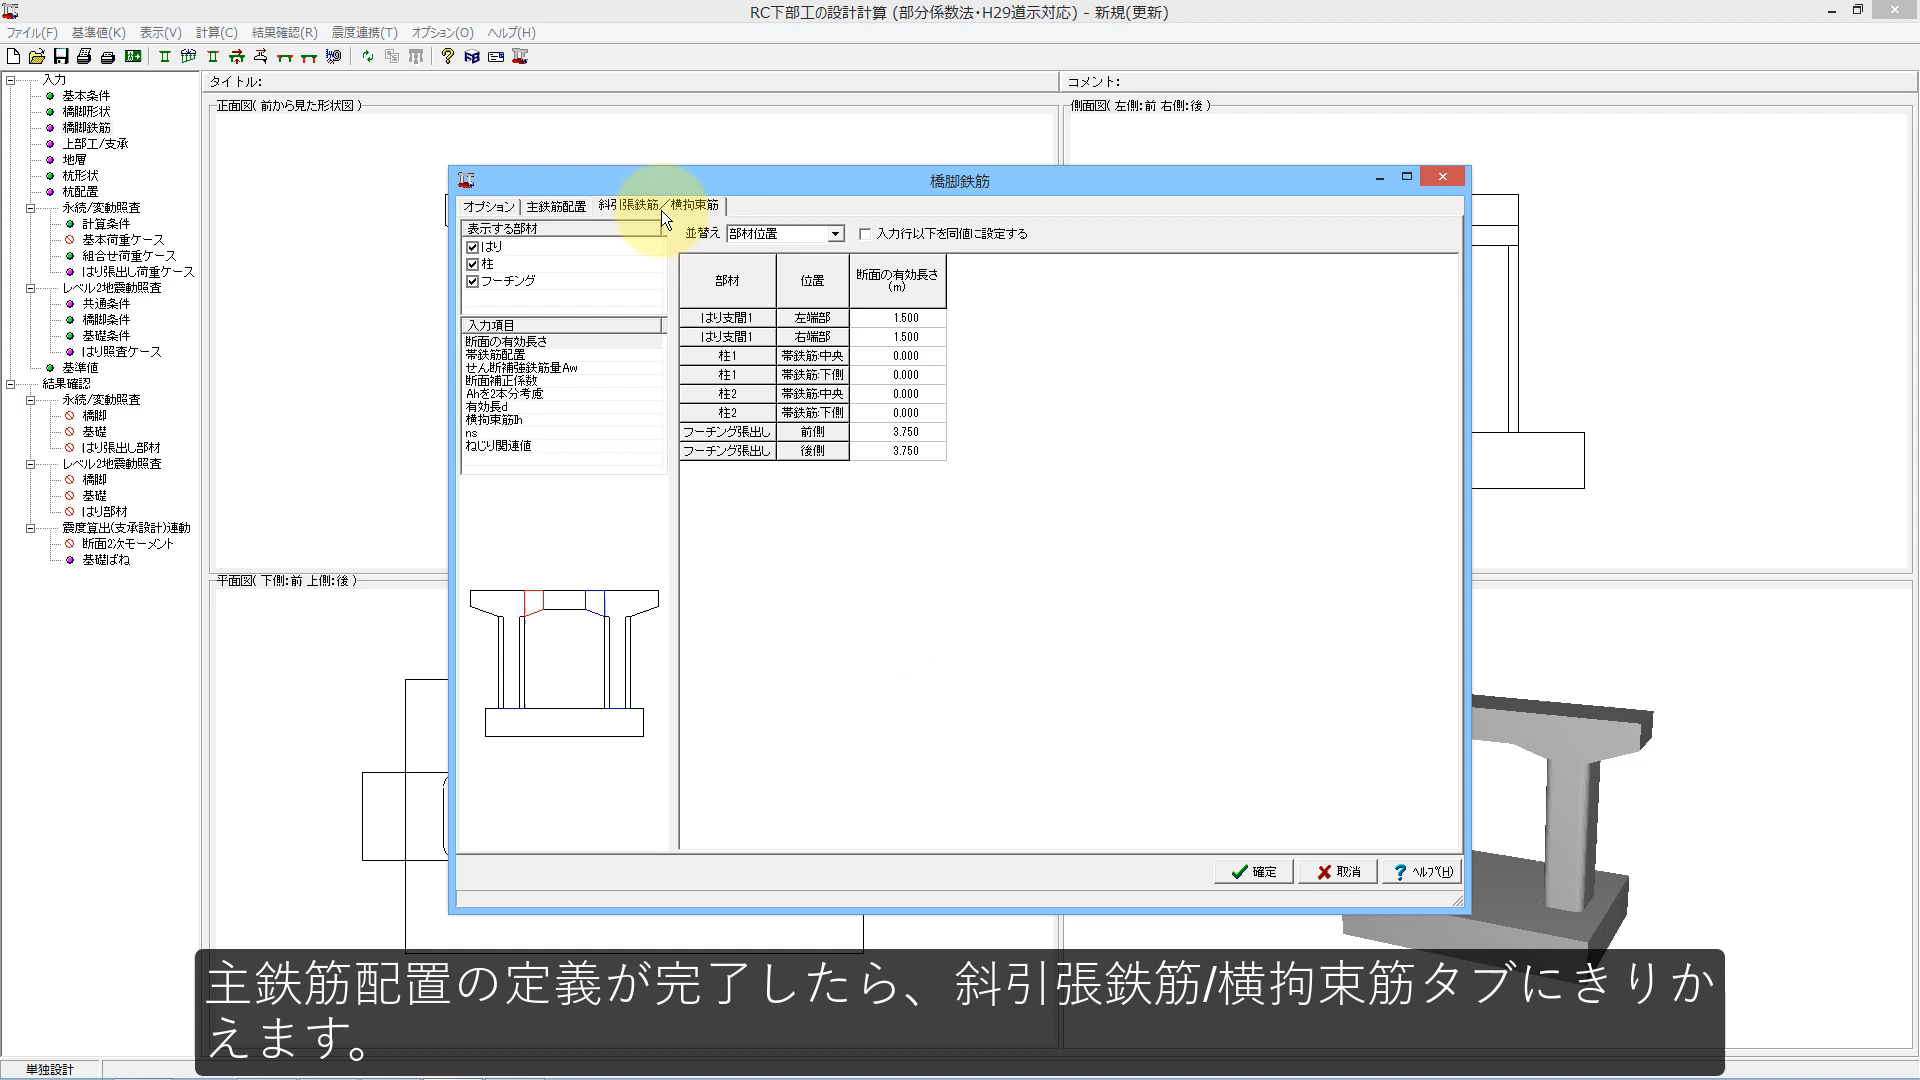 RC下部工の設計計算 (部分係数法･H29道示対応) - 新規(更新)
ファイル(F) 基準値(K) 表示(V) 計算(C) 結果確認(R) 震度連携(T) オプション(O) ヘルプ(H)
入力
基本条件
橋脚形状
橋脚鉄筋
上部工/支承
地層
杭形状
杭配置
永続/変動照査
計算条件
基本荷重ケース
組合せ荷重ケース
はり張出し荷重ケース
レベル2地震動照査
共通条件
橋脚条件
基礎条件
はり照査ケース
基準値
結果確認
永続/変動照査
橋脚
基礎
はり張出し部材
レベル2地震動照査
橋脚
基礎
はり部材
震度算出(支承設計)連動
断面2次モーメント
基礎ばね
タイトル:
コメント:
正面図( 前から見た形状図 )
側面図( 左側:前 右側:後 )
平面図( 下側:前 上側:後 )
橋脚鉄筋
オプション 主鉄筋配置 斜引張鉄筋／横拘束筋
表示する部材
はり
柱
フーチング
入力項目
断面の有効長さ
帯鉄筋配置
せん断補強鉄筋量Aw
断面補正係数
Ahを2本分考慮
有効長d
横拘束筋Ih
ns
ねじり関連値
並替え 部材位置 入力行以下を同値に設定する
部材 位置 断面の有効長さ
(m)
はり支間1 左端部 1.500
はり支間1 右端部 1.500
柱1 帯鉄筋:中央 0.000
柱1 帯鉄筋:下側 0.000
柱2 帯鉄筋:中央 0.000
柱2 帯鉄筋:下側 0.000
フーチング張出し 前側 3.750
フーチング張出し 後側 3.750
確定 取消 ヘルプ(H)
主鉄筋配置の定義が完了したら、斜引張鉄筋/横拘束筋タブにきりか
えます。
単独設計